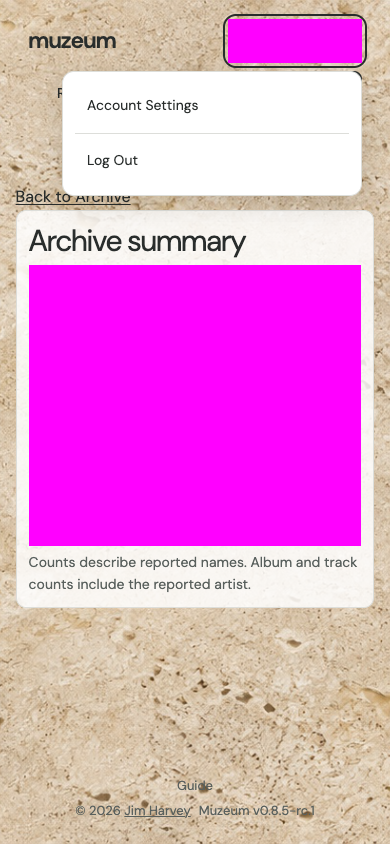 muzeum
Account Settings
Log Out
Back to Archive
Archive summary
Counts describe reported names. Album and track
counts include the reported artist.
Guide
© 2026 Jim Harvey Muzeum v0.8.5-rc.1